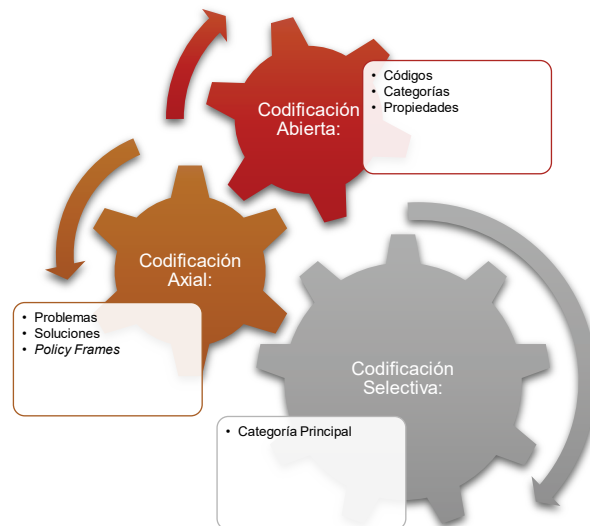 Codificación
Abierta:
• Códigos
• Categorías
• Propiedades
Codificación
Axial:
• Problemas
• Soluciones
• Policy Frames
Codificación
Selectiva:
• Categoría Principal